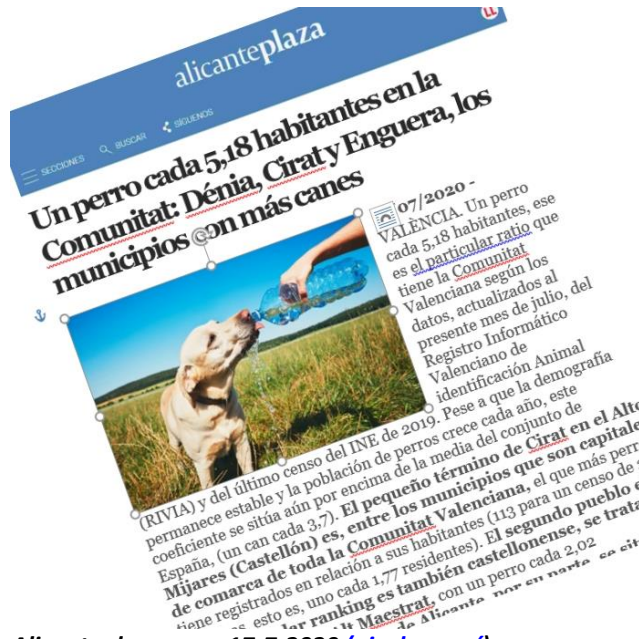 alicanteplaza
SECCIONES BUSCAR SÍGUENOS
Un perro cada 5,18 habitantes en la
Comunitat: Dénia, Cirat y Enguera, los
municipios con más canes
07/2020 -
VALÈNCIA. Un perro
cada 5,18 habitantes, ese
es el particular ratio que
tiene la Comunitat
Valenciana según los
datos, actualizados al
presente mes de julio, del
Registro Informático
Valenciano de
identificación Animal
(RIVIA) y del último censo del INE de 2019. Pese a que la demografía
permanece estable y la población de perros crece cada año, este
coeficiente se sitúa aún por encima de la media del conjunto de
España, (un can cada 3,7). El pequeño término de Cirat en el Alto
Mijares (Castellón) es, entre los municipios que son capitale
de comarca de toda la Comunitat Valenciana, el que más
tiene registrados en relación a sus habitantes (113 para un censo de
esto es, uno cada 1,77 residentes). El segundo pueblo
ranking es también castellonense, se trata
Maestrat, con un perro cada 2,02
de Alicante, por su parte, se